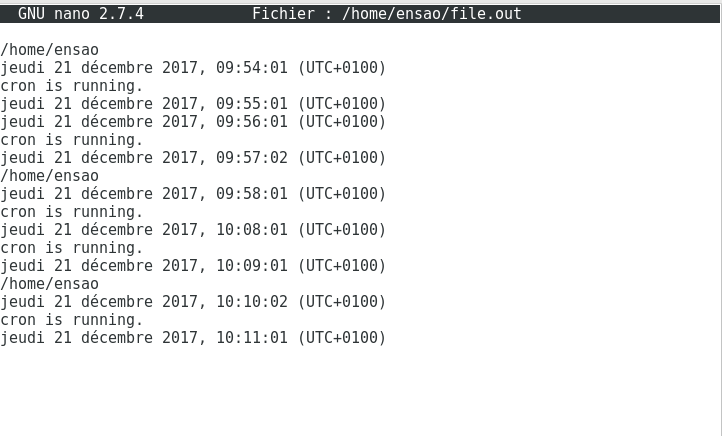 GNU nano 2.7.4 Fichier : /home/ensao/file.out
/home/ensao
jeudi 21 décembre 2017, 09:54:01 (UTC+0100)
cron is running.
jeudi 21 décembre 2017, 09:55:01 (UTC+0100)
jeudi 21 décembre 2017, 09:56:01 (UTC+0100)
cron is running.
jeudi 21 décembre 2017, 09:57:02 (UTC+0100)
/home/ensao
jeudi 21 décembre 2017, 09:58:01 (UTC+0100)
cron is running.
jeudi 21 décembre 2017, 10:08:01 (UTC+0100)
cron is running.
jeudi 21 décembre 2017, 10:09:01 (UTC+0100)
/home/ensao
jeudi 21 décembre 2017, 10:10:02 (UTC+0100)
cron is running.
jeudi 21 décembre 2017, 10:11:01 (UTC+0100)